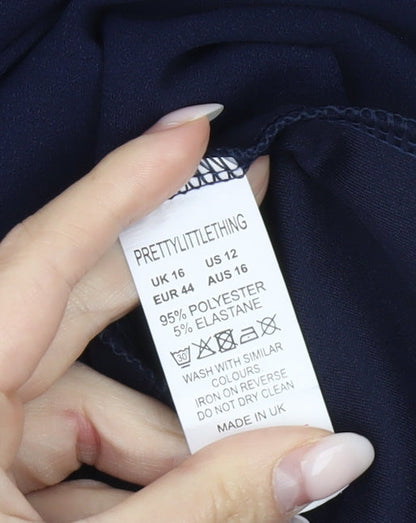 PRETTYLITTLETHING
UK 16 US 12
EUR 44 AUS 16
95% POLYESTER
5% ELASTANE
30
WASH WITH SIMILAR
COLOURS
IRON ON REVERSE
DO NOT DRY CLEAN
MADE IN UK